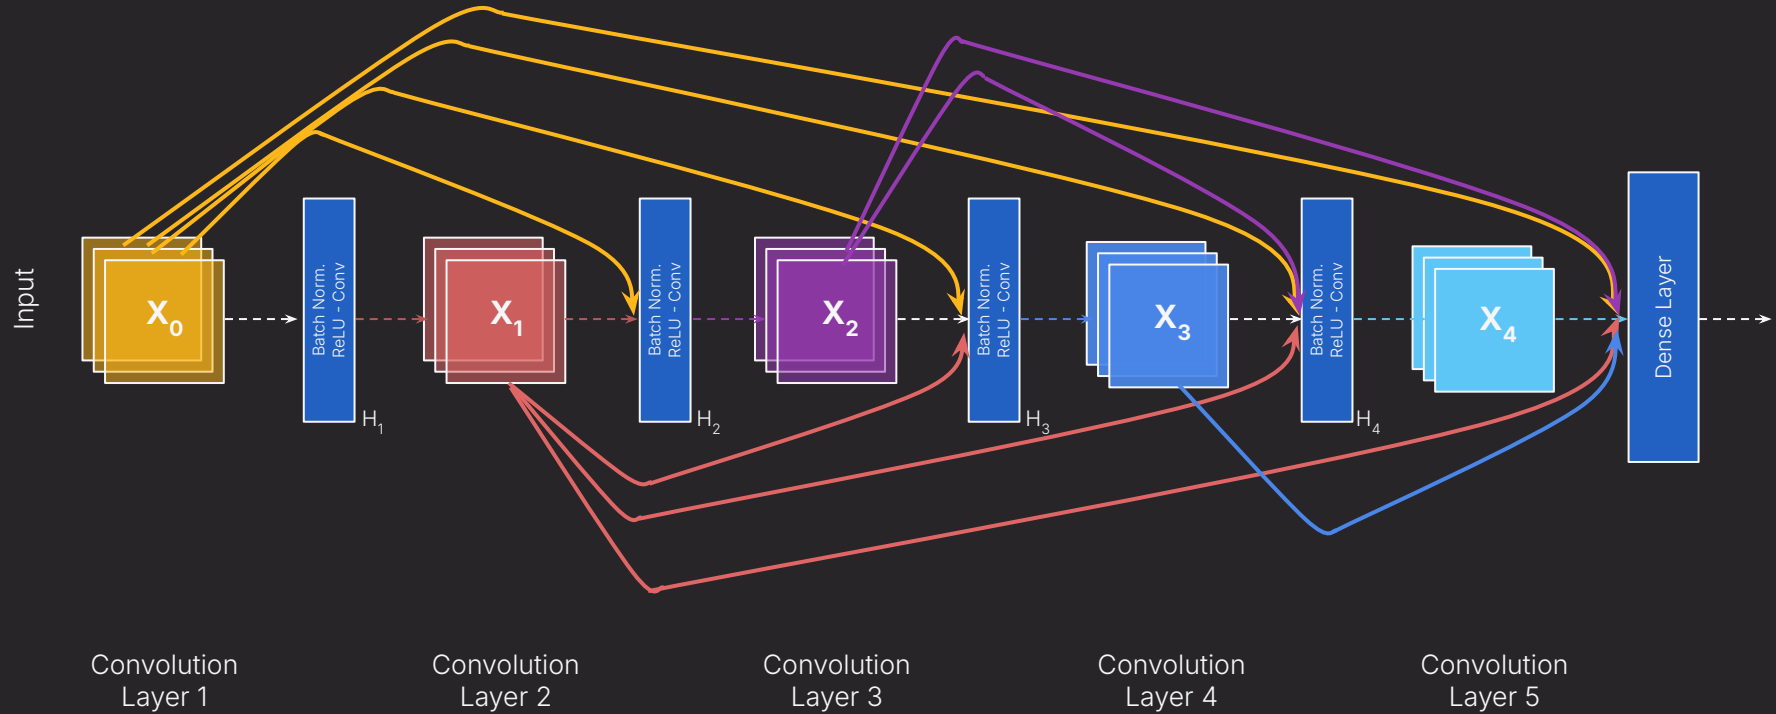 Input
X0
Batch Norm.
ReLU - Conv
H1
X1
Batch Norm.
ReLU - Conv
H2
X2
Batch Norm.
ReLU - Conv
H3
X3
Batch Norm.
ReLU - Conv
H4
X4
Dense Layer
Convolution
Layer 1
Convolution
Layer 2
Convolution
Layer 3
Convolution
Layer 4
Convolution
Layer 5